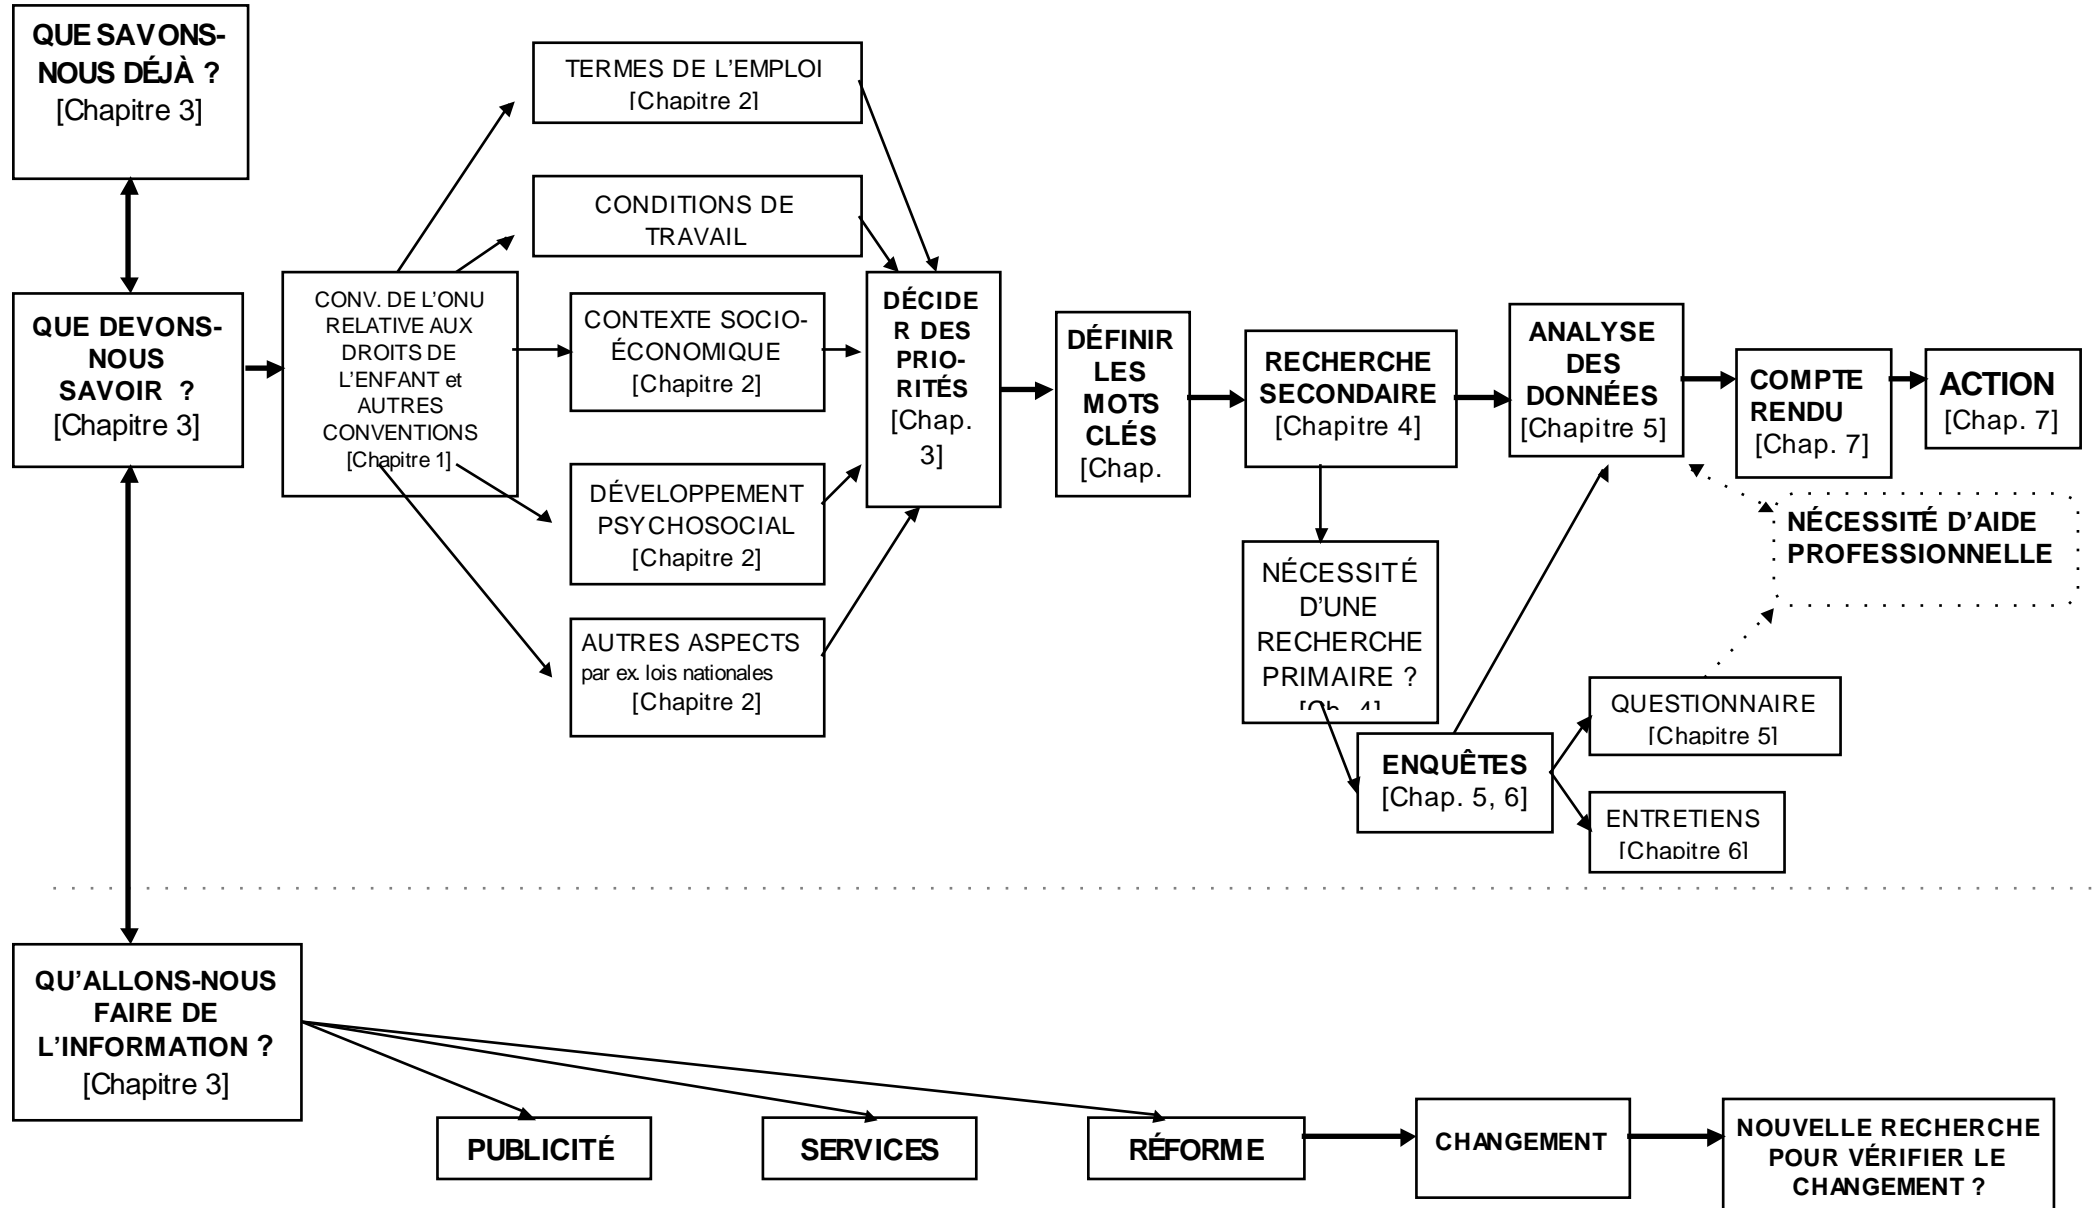 QUE SAVONS-
NOUS DÉJÀ ?
[Chapitre 3]
QUE DEVONS-
NOUS
SAVOIR ?
[Chapitre 3]
CONV. DE L’ONU
RELATIVE AUX
DROITS DE
L’ENFANT et
AUTRES
CONVENTIONS
[Chapitre 1]
TERMES DE L’EMPLOI
[Chapitre 2]
CONDITIONS DE
TRAVAIL
CONTEXTE SOCIO-
ÉCONOMIQUE
[Chapitre 2]
DÉVELOPPEMENT
PSYCHOSOCIAL
[Chapitre 2]
AUTRES ASPECTS
par ex. lois nationales
[Chapitre 2]
DÉCIDE
R DES
PRIO-
RITÉS
[Chap.
3]
DÉFINIR
LES
MOTS
CLÉS
[Chap.
RECHERCHE
SECONDAIRE
[Chapitre 4]
NÉCESSITÉ
D’UNE
RECHERCHE
PRIMAIRE ?
[Ch. 4]
ENQUÊTES
[Chap. 5, 6]
ANALYSE
DES
DONNÉES
[Chapitre 5]
COMPTE
RENDU
[Chap. 7]
ACTION
[Chap. 7]
NÉCESSITÉ D’AIDE
PROFESSIONNELLE
QUESTIONNAIRE
[Chapitre 5]
ENTRETIENS
[Chapitre 6]
QU’ALLONS-NOUS
FAIRE DE
L’INFORMATION ?
[Chapitre 3]
PUBLICITÉ
SERVICES
RÉFORME
CHANGEMENT
NOUVELLE RECHERCHE
POUR VÉRIFIER LE
CHANGEMENT ?